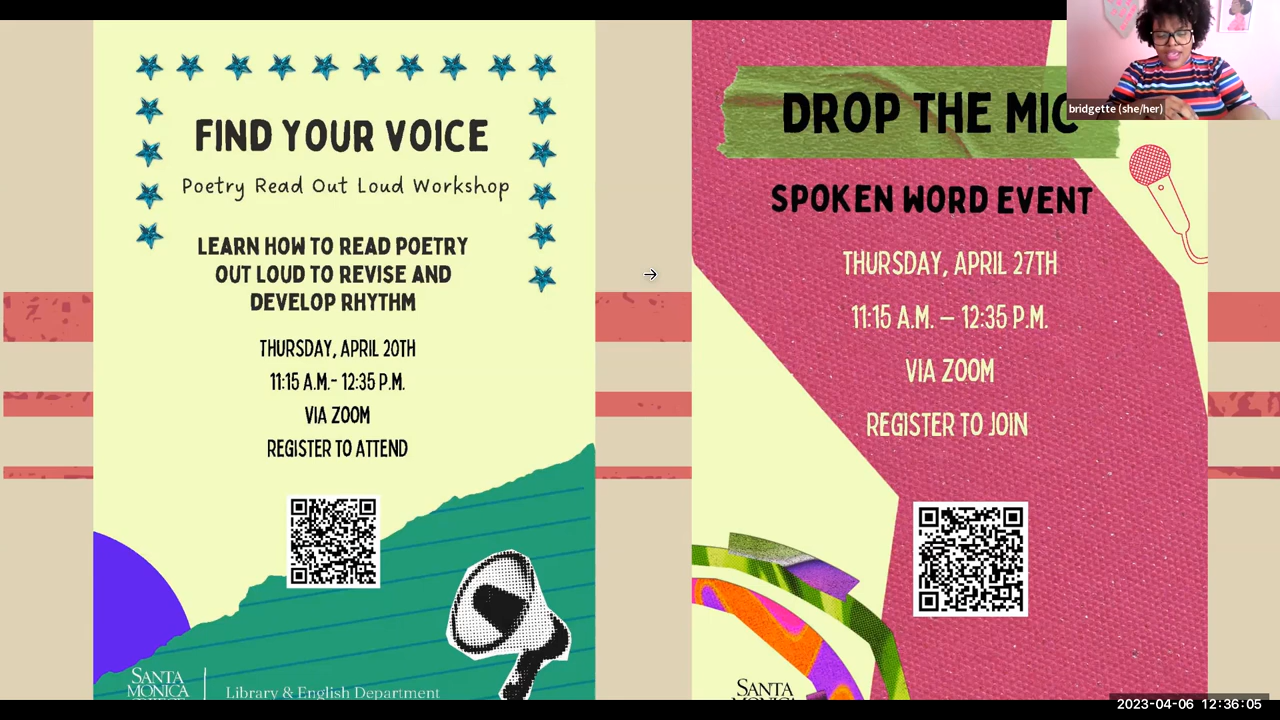 FIND YOUR VOICE
Poetry Read Out Loud Workshop
LEARN HOW TO READ POETRY
OUT LOUD TO REVISE AND
DEVELOP RHYTHM
THURSDAY, APRIL 20TH
11:15 A.M.- 12:35 P.M.
VIA ZOOM
REGISTER TO ATTEND
SANTA
MONICA
Library & English Department
DROP THE MIC
SPOKEN WORD EVENT
THURSDAY, APRIL 27TH
11:15 A.M. – 12:35 P.M.
VIA ZOOM
REGISTER TO JOIN
SANTA
bridgette (she/her)
2023-04-06 12:36:05